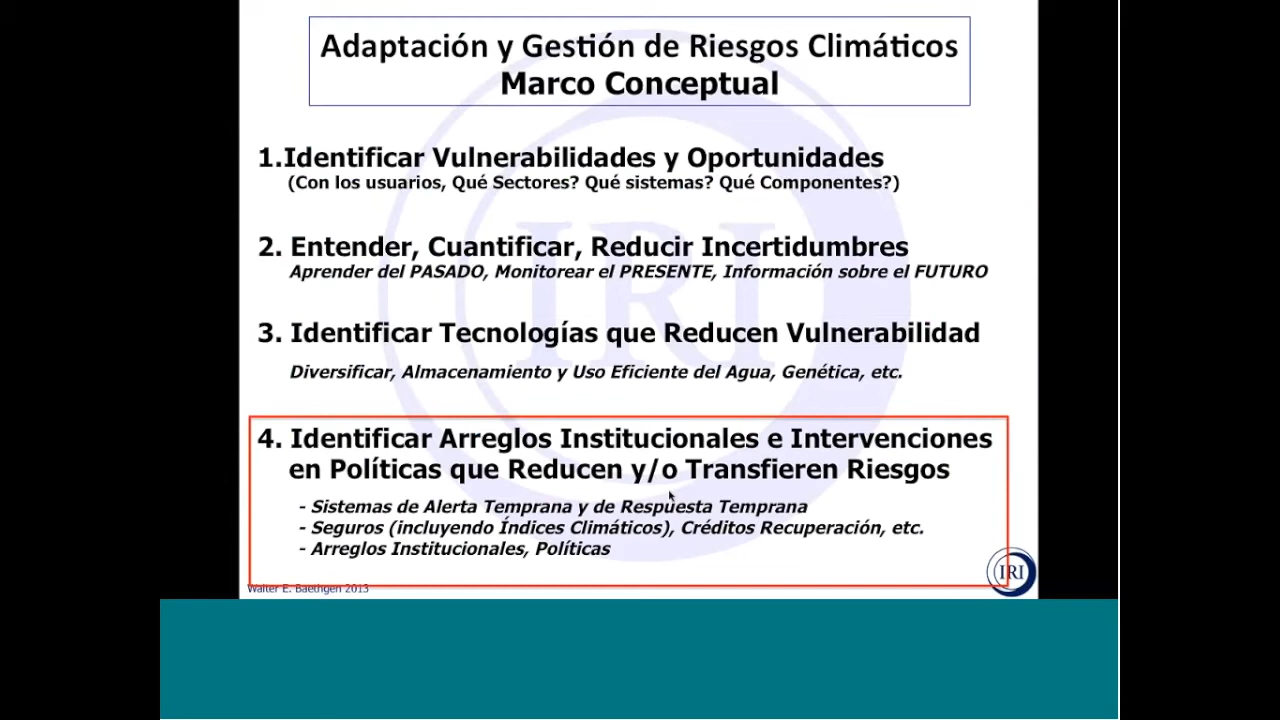 Adaptación y Gestión de Riesgos Climáticos
Marco Conceptual
1.Identificar Vulnerabilidades y Oportunidades
(Con los usuarios, Qué Sectores? Qué sistemas? Qué Componentes?)
2. Entender, Cuantificar, Reducir Incertidumbres
Aprender del PASADO, Monitorear el PRESENTE, Información sobre el FUTURO
3. Identificar Tecnologías que Reducen Vulnerabilidad
Diversificar, Almacenamiento y Uso Eficiente del Agua, Genética, etc.
4. Identificar Arreglos Institucionales e Intervenciones
en Políticas que Reducen y/o Transfieren Riesgos
- Sistemas de Alerta Temprana y de Respuesta Temprana
- Seguros (incluyendo Índices Climáticos), Créditos Recuperación, etc.
- Arreglos Institucionales, Políticas
Walter E. Baethgen 2013
IRI
IRI